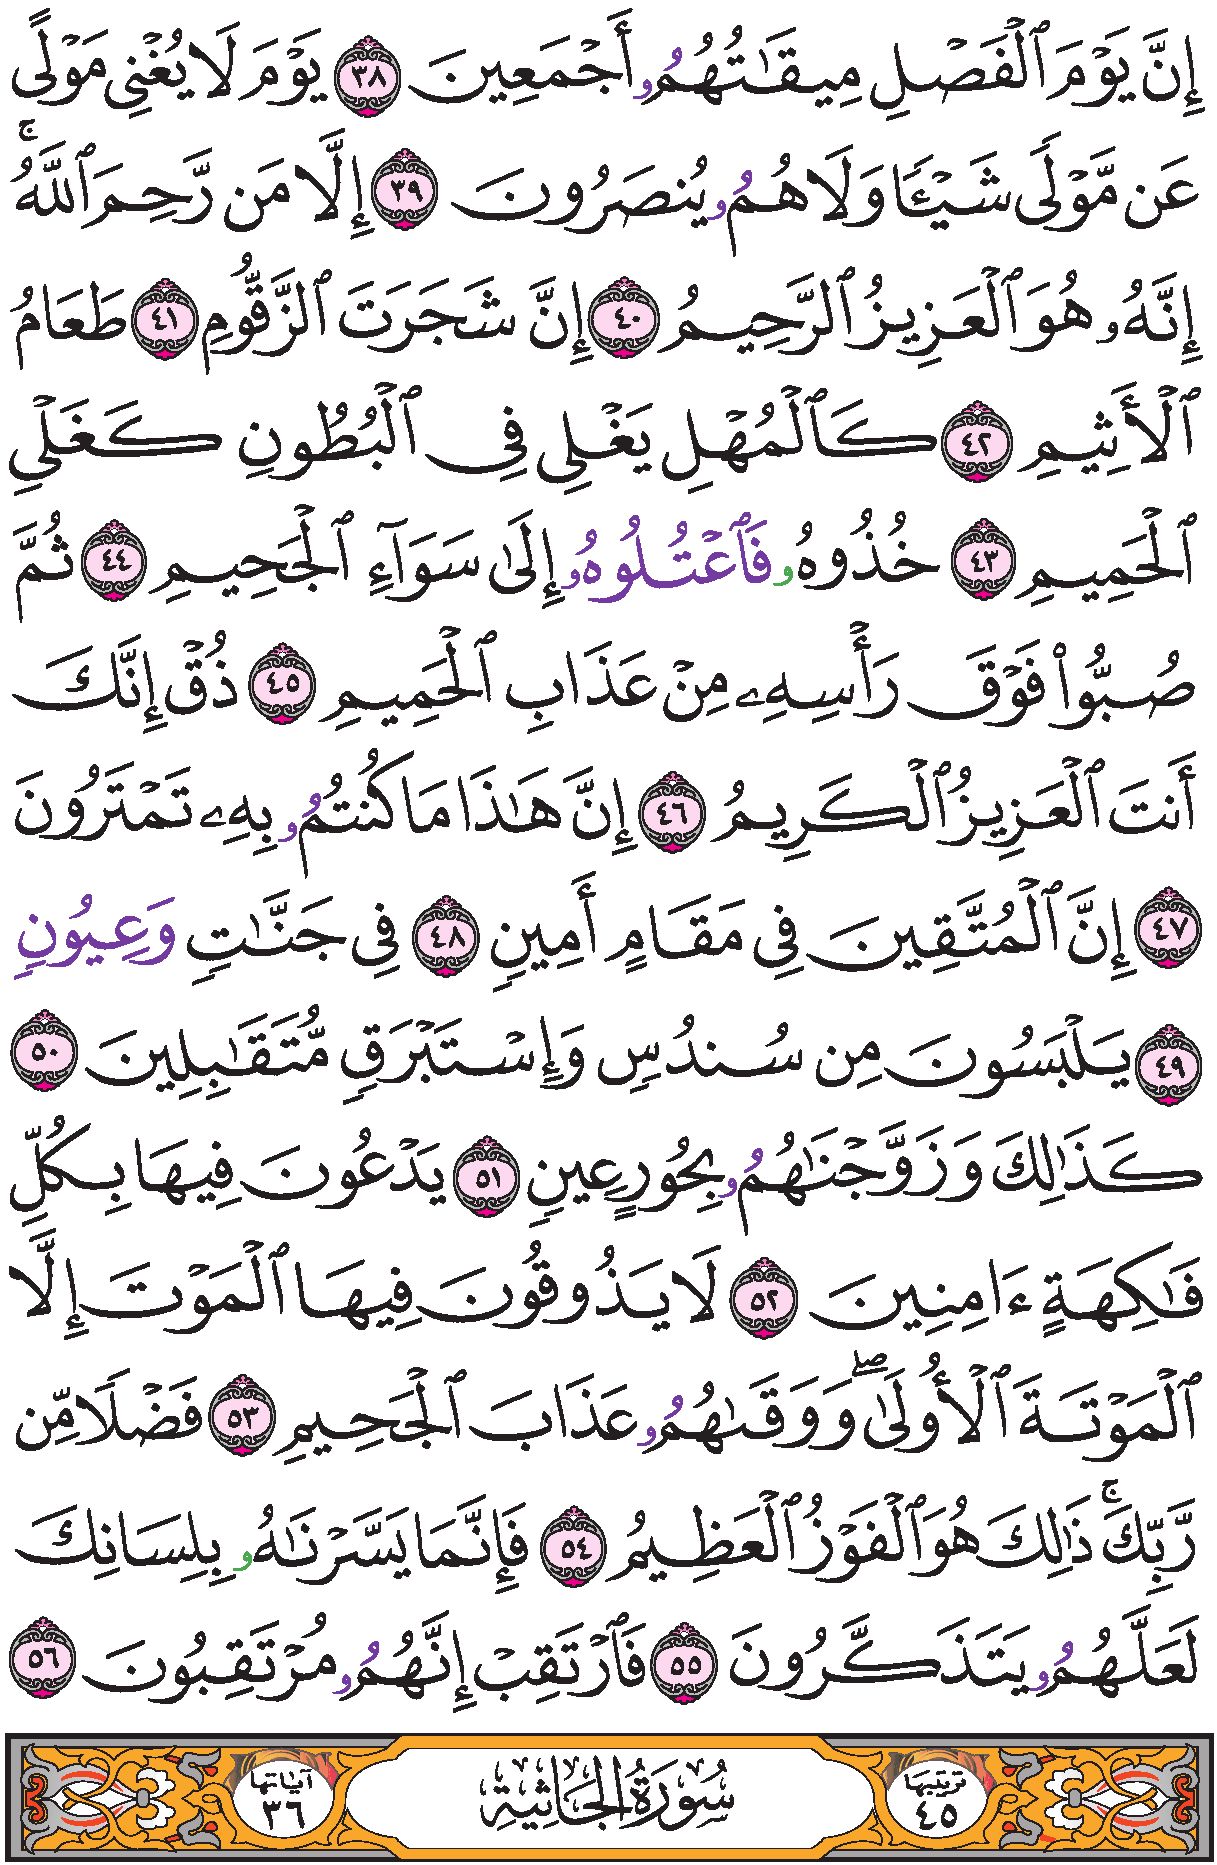 إِنَّ يَوْمَ ٱلْفَصْلِ مِيقَـٰتُهُمُۥ أَجْمَعِينَ ٣٨ يَوْمَ لَا يُغْنِى مَوْلًى
عَن مَّوْلًى شَيْـًٔا وَلَا هُمُۥ يُنصَرُونَ ٣٩ إِلَّا مَن رَّحِمَ ٱللَّهُ ۚ
إِنَّهُۥ هُوَ ٱلْعَزِيزُ ٱلرَّحِيمُ ٤٠ إِنَّ شَجَرَتَ ٱلزَّقُّومِ ٤١ طَعَامُ
ٱلْأَثِيمِ ٤٢ كَٱلْمُهْلِ يَغْلِى فِى ٱلْبُطُونِ كَغَلْىِ
ٱلْحَمِيمِ ٤٣ خُذُوهُۥ فَٱعْتُلُوهُۥ إِلَىٰ سَوَآءِ ٱلْجَحِيمِ ٤٤ ثُمَّ
صُبُّوا۟ فَوْقَ رَأْسِهِۦ مِنْ عَذَابِ ٱلْحَمِيمِ ٤٥ ذُقْ إِنَّكَ
أَنتَ ٱلْعَزِيزُ ٱلْكَرِيمُ ٤٦ إِنَّ هَـٰذَا مَا كُنتُمُۥ بِهِۦ تَمْتَرُونَ
٤٧ إِنَّ ٱلْمُتَّقِينَ فِى مَقَامٍ أَمِينٍ ٤٨ فِى جَنَّـٰتٍ وَعِيُونٍ
٤٩ يَلْبَسُونَ مِن سُندُسٍ وَإِسْتَبْرَقٍ مُّتَقَـٰبِلِينَ ٥٠
كَذَٰلِكَ وَزَوَّجْنَـٰهُمُۥ بِحُورٍ عِينٍ ٥١ يَدْعُونَ فِيهَا بِكُلِّ
فَـٰكِهَةٍ ءَامِنِينَ ٥٢ لَا يَذُوقُونَ فِيهَا ٱلْمَوْتَ إِلَّا
ٱلْمَوْتَةَ ٱلْأُولَىٰ ۖ وَوَقَىٰهُمُۥ عَذَابَ ٱلْجَحِيمِ ٥٣ فَضْلًا مِّن
رَّبِّكَ ۚ ذَٰلِكَ هُوَ ٱلْفَوْزُ ٱلْعَظِيمُ ٥٤ فَإِنَّمَا يَسَّرْنَـٰهُۥ بِلِسَانِكَ
لَعَلَّهُمُۥ يَتَذَكَّرُونَ ٥٥ فَٱرْتَقِبْ إِنَّهُمُۥ مُرْتَقِبُونَ ٥٦
ترتيبها ٤٥ سُورَةُ الجَاثِيَةِ آياتها ٣٦